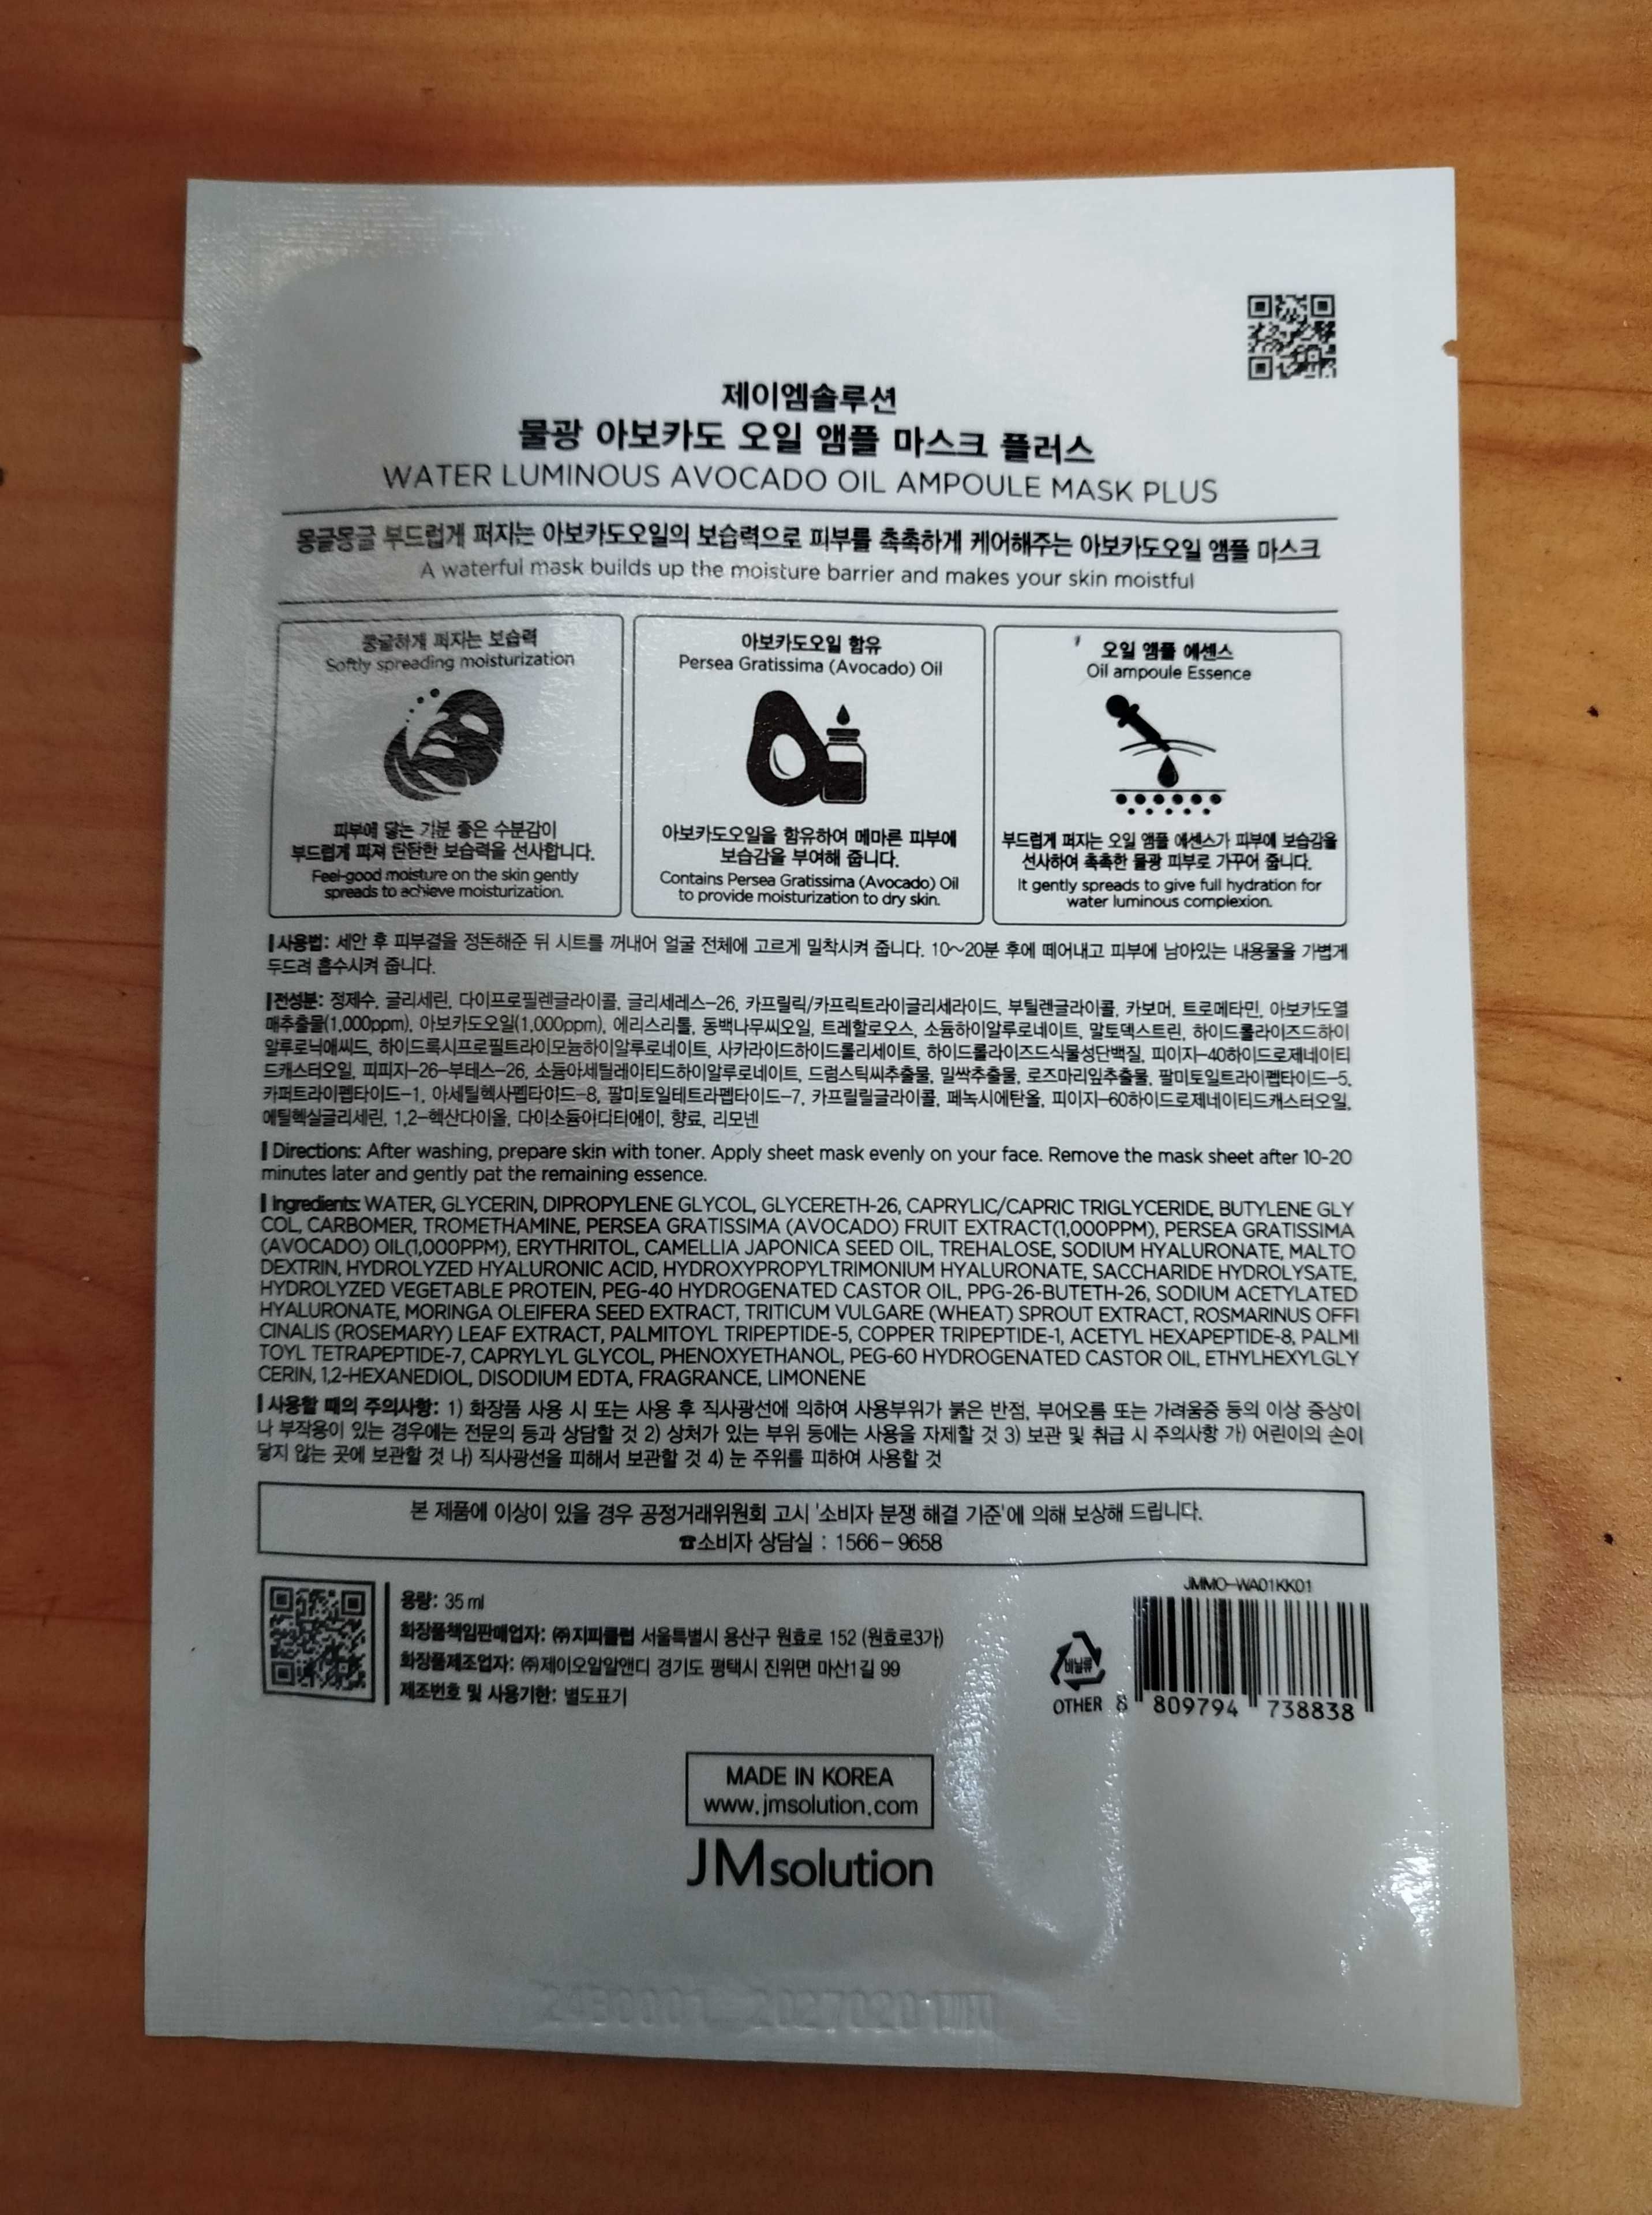 제이엠솔루션
물광 아보카도 오일 앰플 마스크 플러스
WATER LUMINOUS AVOCADO OIL AMPOULE MASK PLUS
몽글몽글 부드럽게 퍼지는 아보카도오일의 보습력으로 피부를 촉촉하게 케어해주는 아보카도오일 앰플 마스크
A waterful mask builds up the moisture barrier and makes your skin moistful
몽글하게 퍼지는 보습력
Softly spreading moisturization
피부에 닿는 기분 좋은 수분감이
부드럽게 퍼져 탄탄한 보습력을 선사합니다.
Feel-good moisture on the skin gently
spreads to achieve moisturization.
아보카도오일 함유
Persea Gratissima (Avocado) Oil
아보카도오일을 함유하여 메마른 피부에
보습감을 부여해 줍니다.
Contains Persea Gratissima (Avocado) Oil
to provide moisturization to dry skin.
오일 앰플 에센스
Oil ampoule Essence
부드럽게 퍼지는 오일 앰플 에센스가 피부에 보습감을
선사하여 촉촉한 물광 피부로 가꾸어 줍니다.
It gently spreads to give full hydration for
water luminous complexion.
사용법: 세안 후 피부결을 정돈해준 뒤 시트를 꺼내어 얼굴 전체에 고르게 밀착시켜 줍니다. 10~20분 후에 떼어내고 피부에 남아있는 내용물을 가볍게
두드려 흡수시켜 줍니다.
전성분: 정제수, 글리세린, 다이프로필렌글라이콜, 글리세레스-26, 카프릴릭/카프릭트라이글리세라이드, 부틸렌글라이콜, 카보머, 트로메타민, 아보카도열
매추출물(1,000ppm), 아보카도오일(1,000ppm), 에리스리톨, 동백나무씨오일, 트레할로오스, 소듐하이알루로네이트, 말토덱스트린, 하이드롤라이즈드하이
알루로닉애씨드, 하이드록시프로필트라이모늄하이알루로네이트, 사카라이드하이드롤리세이트, 하이드롤라이즈드식물성단백질, 피이지-40하이드로제네이티
드캐스터오일, 피피지-26-부테스-26, 소듐아세틸레이티드하이알루로네이트, 드럼스틱씨추출물, 밀싹추출물, 로즈마리잎추출물, 팔미토일트라이펩타이드-5,
카퍼트라이펩타이드-1, 아세틸헥사펩타이드-8, 팔미토일테트라펩타이드-7, 카프릴릴글라이콜, 페녹시에탄올, 피이지-60하이드로제네이티드캐스터오일,
에틸헥실글리세린, 1,2-헥산다이올, 다이소듐이디티에이, 향료, 리모넨
Directions: After washing, prepare skin with toner. Apply sheet mask evenly on your face. Remove the mask sheet after 10-20
minutes later and gently pat the remaining essence.
Ingredients: WATER, GLYCERIN, DIPROPYLENE GLYCOL, GLYCERETH-26, CAPRYLIC/CAPRIC TRIGLYCERIDE, BUTYLENE GLY
COL, CARBOMER, TROMETHAMINE, PERSEA GRATISSIMA (AVOCADO) FRUIT EXTRACT(1,000PPM), PERSEA GRATISSIMA
(AVOCADO) OIL(1,000PPM), ERYTHRITOL, CAMELLIA JAPONICA SEED OIL, TREHALOSE, SODIUM HYALURONATE, MALTO
DEXTRIN, HYDROLYZED HYALURONIC ACID, HYDROXYPROPYLTRIMONIUM HYALURONATE, SACCHARIDE HYDROLYSATE,
HYDROLYZED VEGETABLE PROTEIN, PEG-40 HYDROGENATED CASTOR OIL, PPG-26-BUTETH-26, SODIUM ACETYLATED
HYALURONATE, MORINGA OLEIFERA SEED EXTRACT, TRITICUM VULGARE (WHEAT) SPROUT EXTRACT, ROSMARINUS OFFI
CINALIS (ROSEMARY) LEAF EXTRACT, PALMITOYL TRIPEPTIDE-5, COPPER TRIPEPTIDE-1, ACETYL HEXAPEPTIDE-8, PALMI
TOYL TETRAPEPTIDE-7, CAPRYLYL GLYCOL, PHENOXYETHANOL, PEG-60 HYDROGENATED CASTOR OIL, ETHYLHEXYLGLY
CERIN, 1,2-HEXANEDIOL, DISODIUM EDTA, FRAGRANCE, LIMONENE
사용할 때의 주의사항: 1) 화장품 사용 시 또는 사용 후 직사광선에 의하여 사용부위가 붉은 반점, 부어오름 또는 가려움증 등의 이상 증상이
나 부작용이 있는 경우에는 전문의 등과 상담할 것 2) 상처가 있는 부위 등에는 사용을 자제할 것 3) 보관 및 취급 시 주의사항 가) 어린이의 손이
닿지 않는 곳에 보관할 것 나) 직사광선을 피해서 보관할 것 4) 눈 주위를 피하여 사용할 것
본 제품에 이상이 있을 경우 공정거래위원회 고시 '소비자 분쟁 해결 기준'에 의해 보상해 드립니다.
☎소비자 상담실 : 1566-9658
용량: 35 ml
화장품책임판매업자: ㈜지피클럽 서울특별시 용산구 원효로 152 (원효로3가)
화장품제조업자: ㈜제이오알앤디 경기도 평택시 진위면 마산1길 99
제조번호 및 사용기한: 별도표기
비닐류
OTHER
JMMO-WA01KK01
8 809794 738838
MADE IN KOREA
www.jmsolution.com
JMsolution